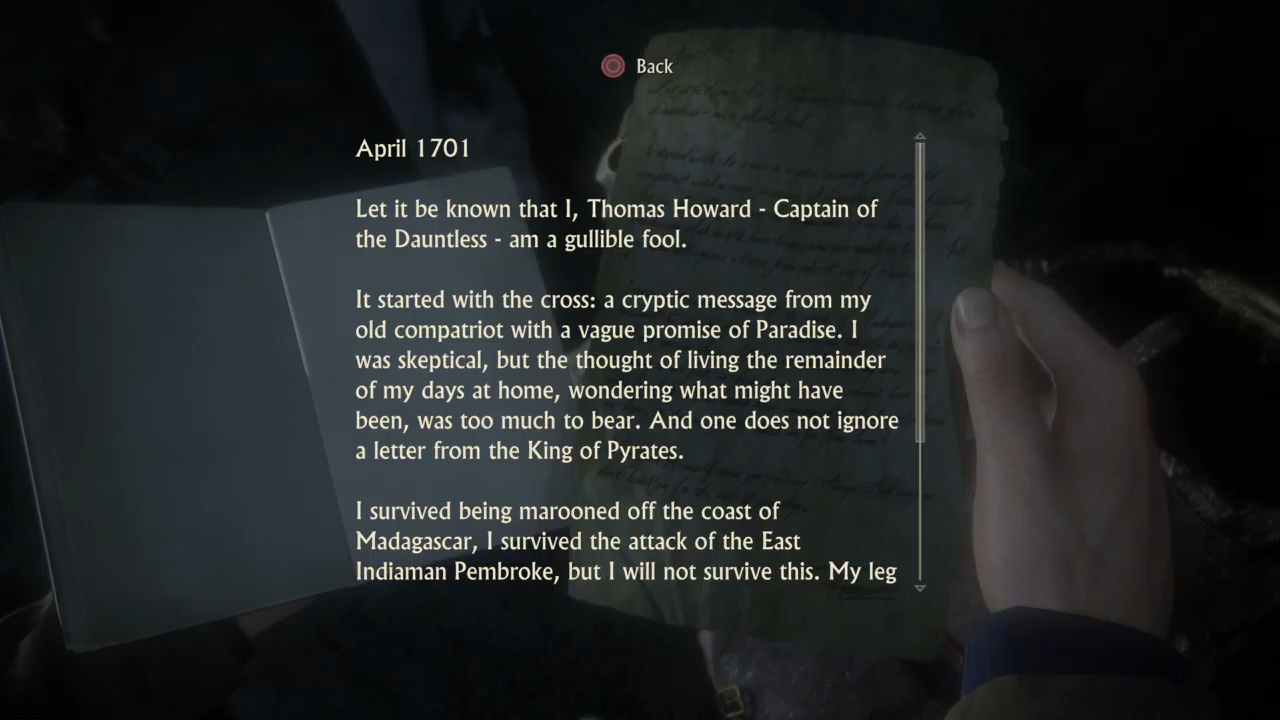 Back
April 1701
Let it be known that I, Thomas Howard - Captain of
the Dauntless - am a gullible fool.
It started with the cross: a cryptic message from my
old compatriot with a vague promise of Paradise. I
was skeptical, but the thought of living the remainder
of my days at home, wondering what might have
been, was too much to bear. And one does not ignore
a letter from the King of Pyrates.
I survived being marooned off the coast of
Madagascar, I survived the attack of the East
Indiaman Pembroke, but I will not survive this. My leg